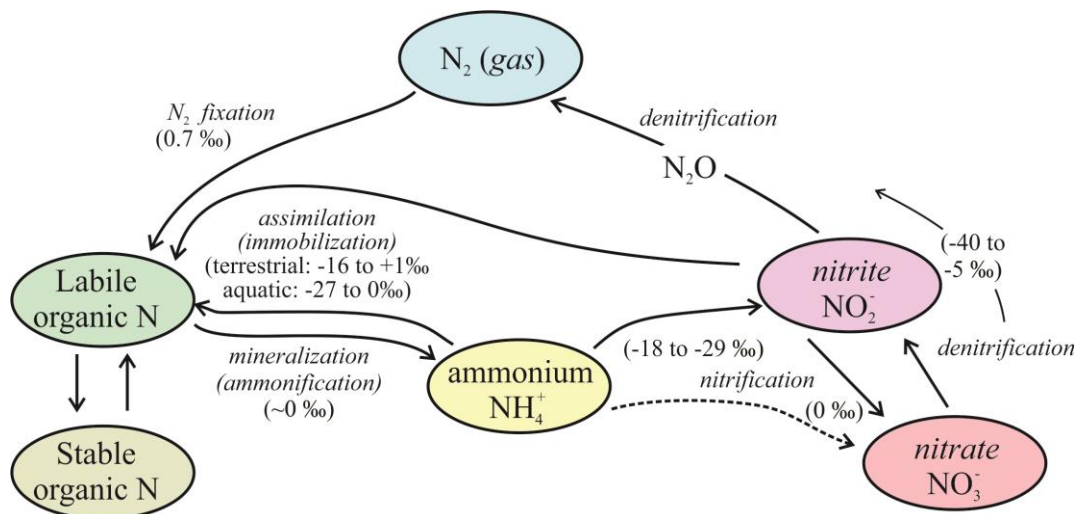 N₂ (gas)
N₂ fixation
(0.7 ‰)
denitrification
N₂O
assimilation
(immobilization)
(terrestrial: -16 to +1‰
aquatic: -27 to 0‰)
(-40 to
-5 ‰)
Labile
organic N
nitrite
NO₂⁻
mineralization
(ammonification)
(~0 ‰)
ammonium
NH₄⁺
(-18 to -29 ‰)
nitrification
(0 ‰)
denitrification
Stable
organic N
nitrate
NO₃⁻